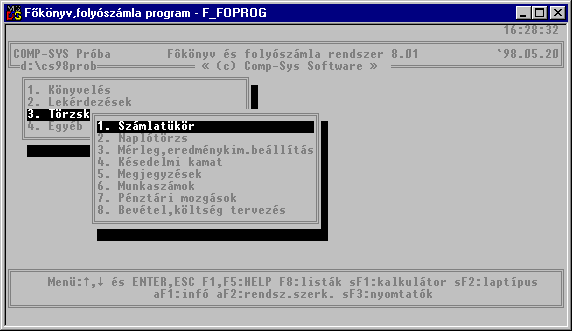 Főkönyv,folyószámla program - F_FOPROG
16:28:32
COMP-SYS Próba Főkönyv és folyószámla rendszer 8.01 `98.05.20
d:\cs98prob « (c) Comp-Sys Software »
1. Könyvelés
2. Lekérdezések
3. Törzsk
4. Egyéb
1. Számlatükör
2. Naplótörzs
3. Mérleg,eredménykim.beállítás
4. Késedelmi kamat
5. Megjegyzések
6. Munkaszámok
7. Pénztári mozgások
8. Bevétel,költség tervezés
Menü:↑,↓ és ENTER,ESC F1,F5:HELP F8:listák sF1:kalkulátor sF2:laptípus
aF1:infó aF2:rendsz.szerk. sF3:nyomtatók